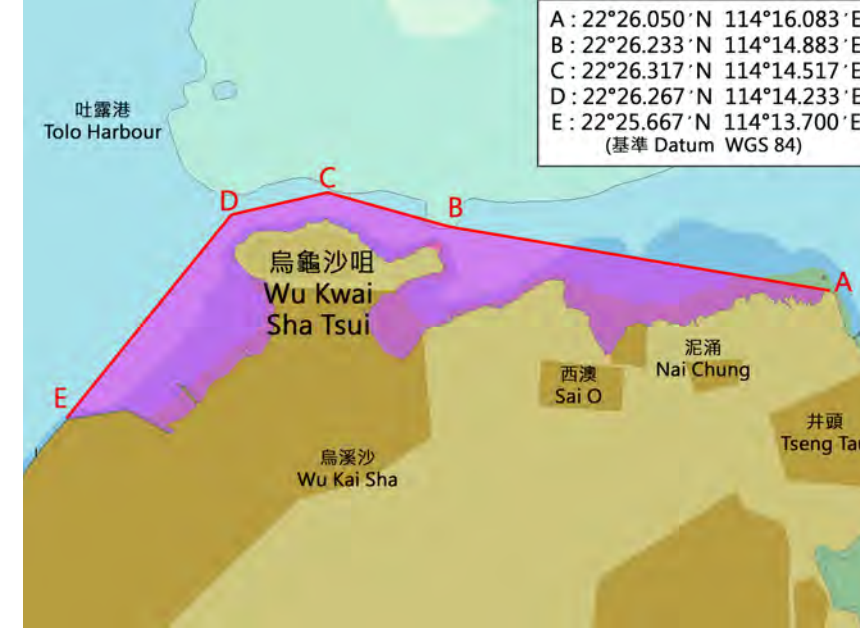 A : 22°26.050´N 114°16.083´E
B : 22°26.233´N 114°14.883´E
C : 22°26.317´N 114°14.517´E
D : 22°26.267´N 114°14.233´E
E : 22°25.667´N 114°13.700´E
(基準 Datum WGS 84)
吐露港
Tolo Harbour
C
D
B
烏龜沙咀
Wu Kwai
Sha Tsui
A
E
泥涌
Nai Chung
西澳
Sai O
井頭
Tseng
烏溪沙
Wu Kai Sha